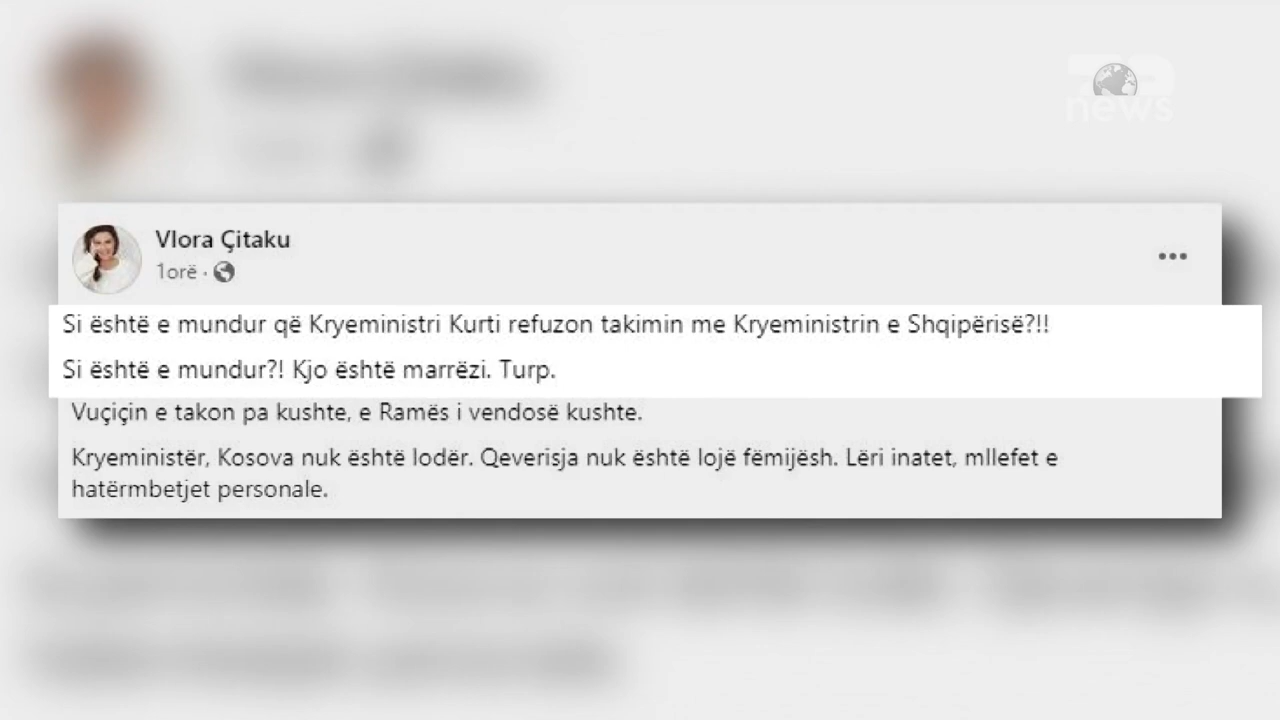 news
Vlora Çitaku
1orë ·
Si është e mundur që Kryeministri Kurti refuzon takimin me Kryeministrin e Shqipërisë?!!
Si është e mundur?! Kjo është marrëzi. Turp.
Vuçiçin e takon pa kushte, e Ramës i vendosë kushte.
Kryeministër, Kosova nuk është lodër. Qeverisja nuk është lojë fëmijësh. Lëri inatet, mllefet e
hatërmbetjet personale.